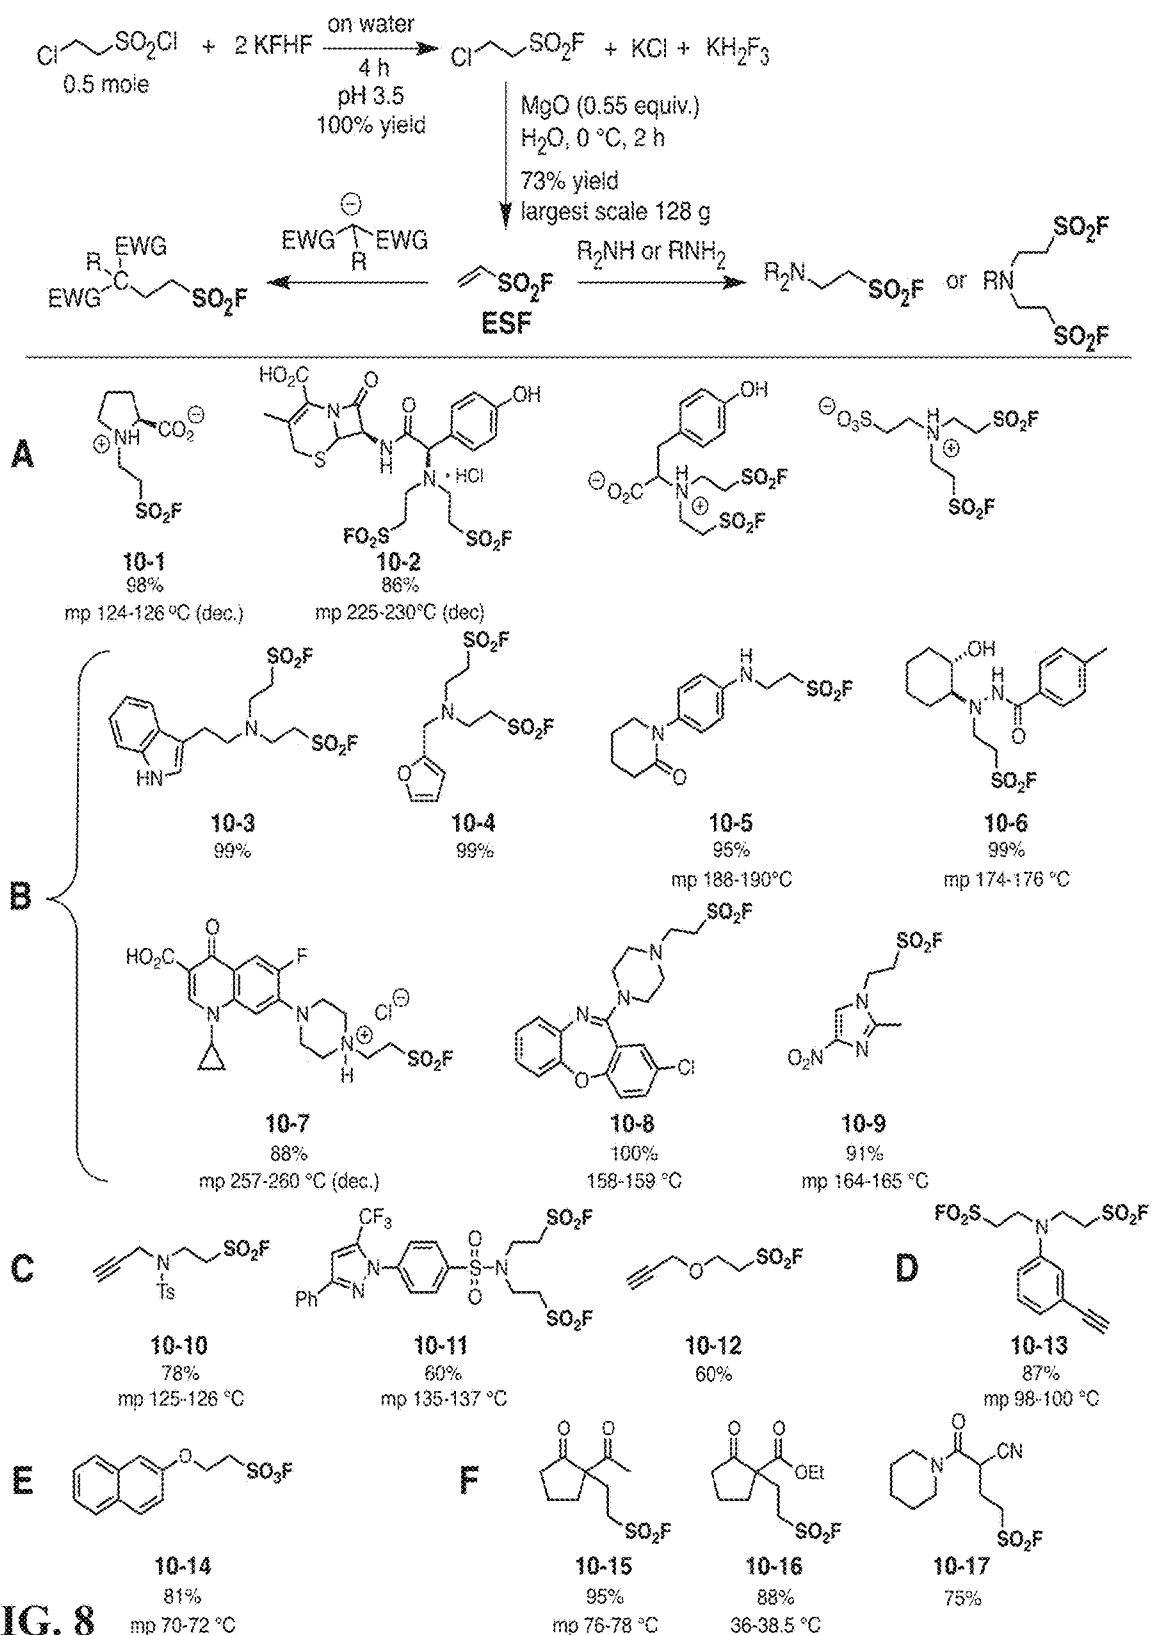 Cl SO2Cl + 2 KFHF on water Cl SO2F + KCl + KH2F3
0.5 mole
4 h
pH 3.5
100% yield
MgO (0.55 equiv.)
H2O, 0 °C, 2 h
73% yield
largest scale 128 g
EWG R C EWG SO2F
⊖ EWG EWG R
SO2F
ESF
R2NH or RNH2
R2N SO2F or RN SO2F SO2F
A
⊖ CO2 NH ⊕ SO2F
HO2C O N S O N H OH N · HCl FO2S SO2F
OH ⊖ O2C H N ⊕ SO2F SO2F
⊖ O3S H N ⊕ SO2F SO2F
10-1 10-2
98% 86%
mp 124-126 ºC (dec.) mp 225-230°C (dec)
B
SO2F N SO2F HN
SO2F N SO2F O
H N SO2F N O
OH H N N O SO2F
10-3 10-4 10-5 10-6
99% 99% 95% 99%
mp 188-190°C mp 174-176 °C
O HO2C F N N Cl⊖ ⊕ N H SO2F
SO2F N N N= O Cl
SO2F N N O2N
10-7 10-8 10-9
88% 100% 91%
mp 257-260 °C (dec.) 158-159 °C mp 164-165 °C
C
N Ts SO2F
CF3 Ph N N O S O N SO2F SO2F
O SO2F
D
FO2S N SO2F
10-10 10-11 10-12 10-13
78% 60% 60% 87%
mp 125-126 °C mp 135-137 °C mp 98-100 °C
E
O SO3F
F
O O SO2F
O O OEt SO2F
O N CN SO2F
10-14 10-15 10-16 10-17
81% 95% 88% 75%
mp 70-72 °C mp 76-78 °C 36-38.5 °C
IG. 8